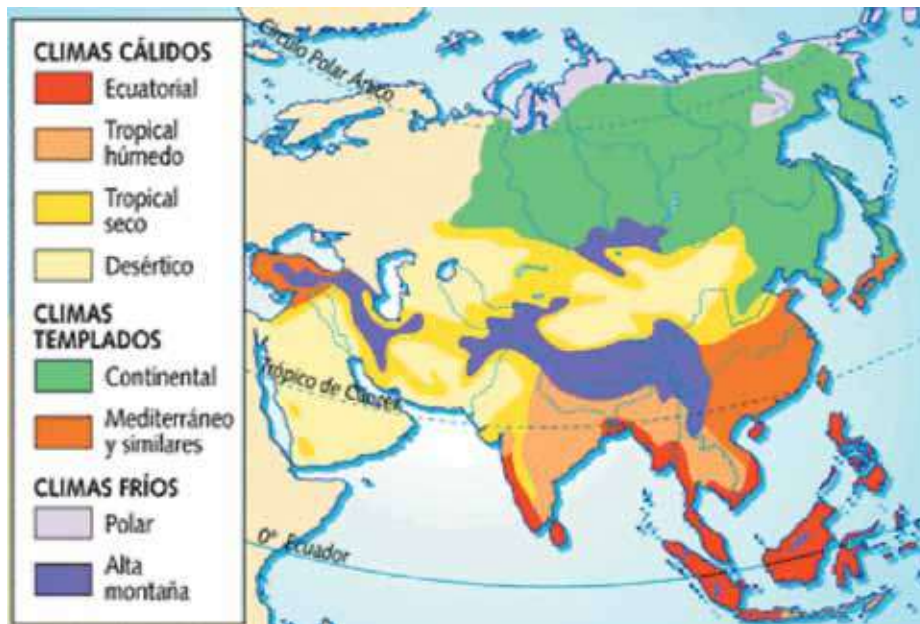 CLIMAS CÁLIDOS
Ecuatorial
Tropical
húmedo
Tropical
seco
Desértico
CLIMAS
TEMPLADOS
Continental
Mediterráneo
y similares
CLIMAS FRÍOS
Polar
Alta
montaña
Círculo Polar Ártico
Trópico de Cáncer
0° Ecuador